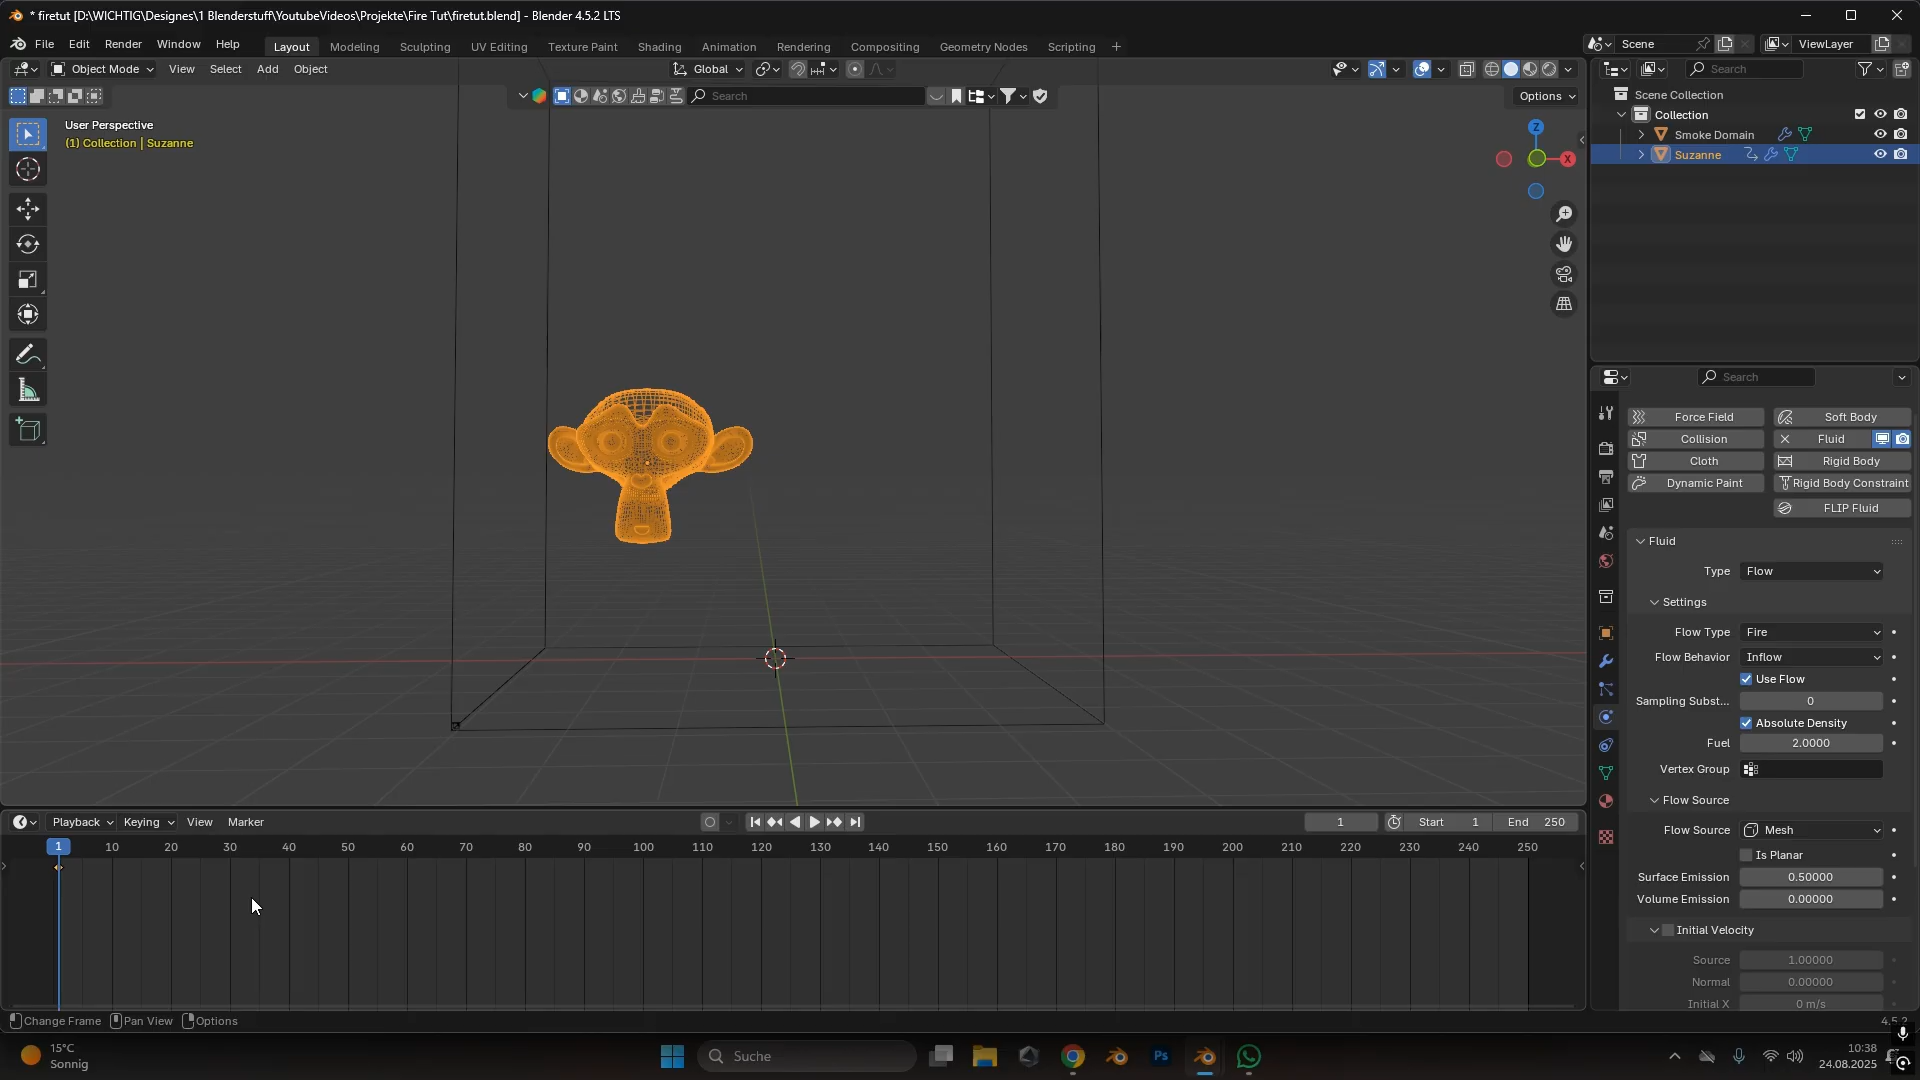 * firetut [D:\WICHTIG\Designes\1 Blenderstuff\YoutubeVideos\Projekte\Fire Tut\firetut.blend] - Blender 4.5.2 LTS
File Edit Render Window Help Layout Modeling Sculpting UV Editing Texture Paint Shading Animation Rendering Compositing Geometry Nodes Scripting + Scene ViewLayer
Object Mode View Select Add Object Global Search
Search Options
User Perspective
(1) Collection | Suzanne
Z
X
Scene Collection
Collection
Smoke Domain
Suzanne
Search
Force Field Soft Body
Collision Fluid
Cloth Rigid Body
Dynamic Paint Rigid Body Constraint
FLIP Fluid
Fluid
Type Flow
Settings
Flow Type Fire
Flow Behavior Inflow
Use Flow
Sampling Subst... 0
Absolute Density
Fuel 2.0000
Vertex Group
Flow Source
Flow Source Mesh
Is Planar
Surface Emission 0.50000
Volume Emission 0.00000
Initial Velocity
Source 1.00000
Normal 0.00000
Initial X 0 m/s
Playback Keying View Marker 1 Start 1 End 250
1 10 20 30 40 50 60 70 80 90 100 110 120 130 140 150 160 170 180 190 200 210 220 230 240 250
Change Frame Pan View Options
4.5.2
15°C
Sonnig
Suche
Ps
10:38
24.08.2025